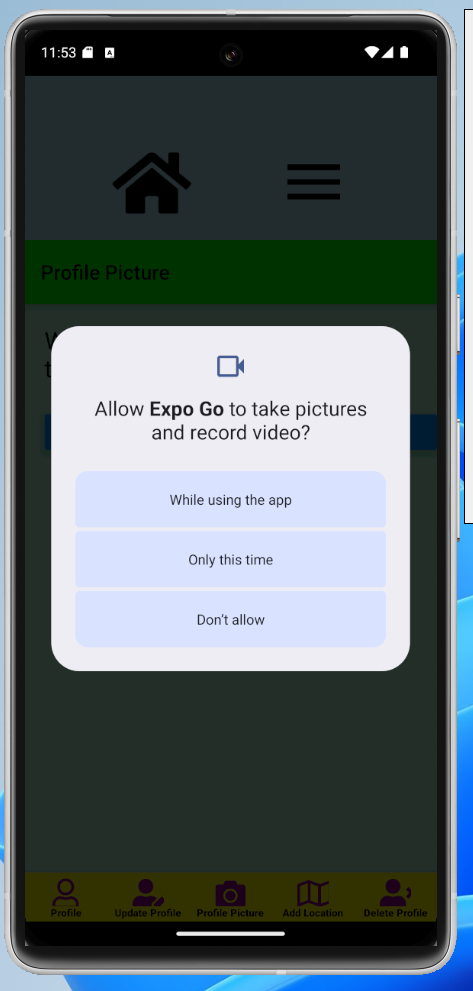 11:53
A
Profile Picture
W
t
Allow Expo Go to take pictures
and record video?
While using the app
Only this time
Don't allow
Profile
Update Profile
Profile Picture
Add Location
Delete Profile